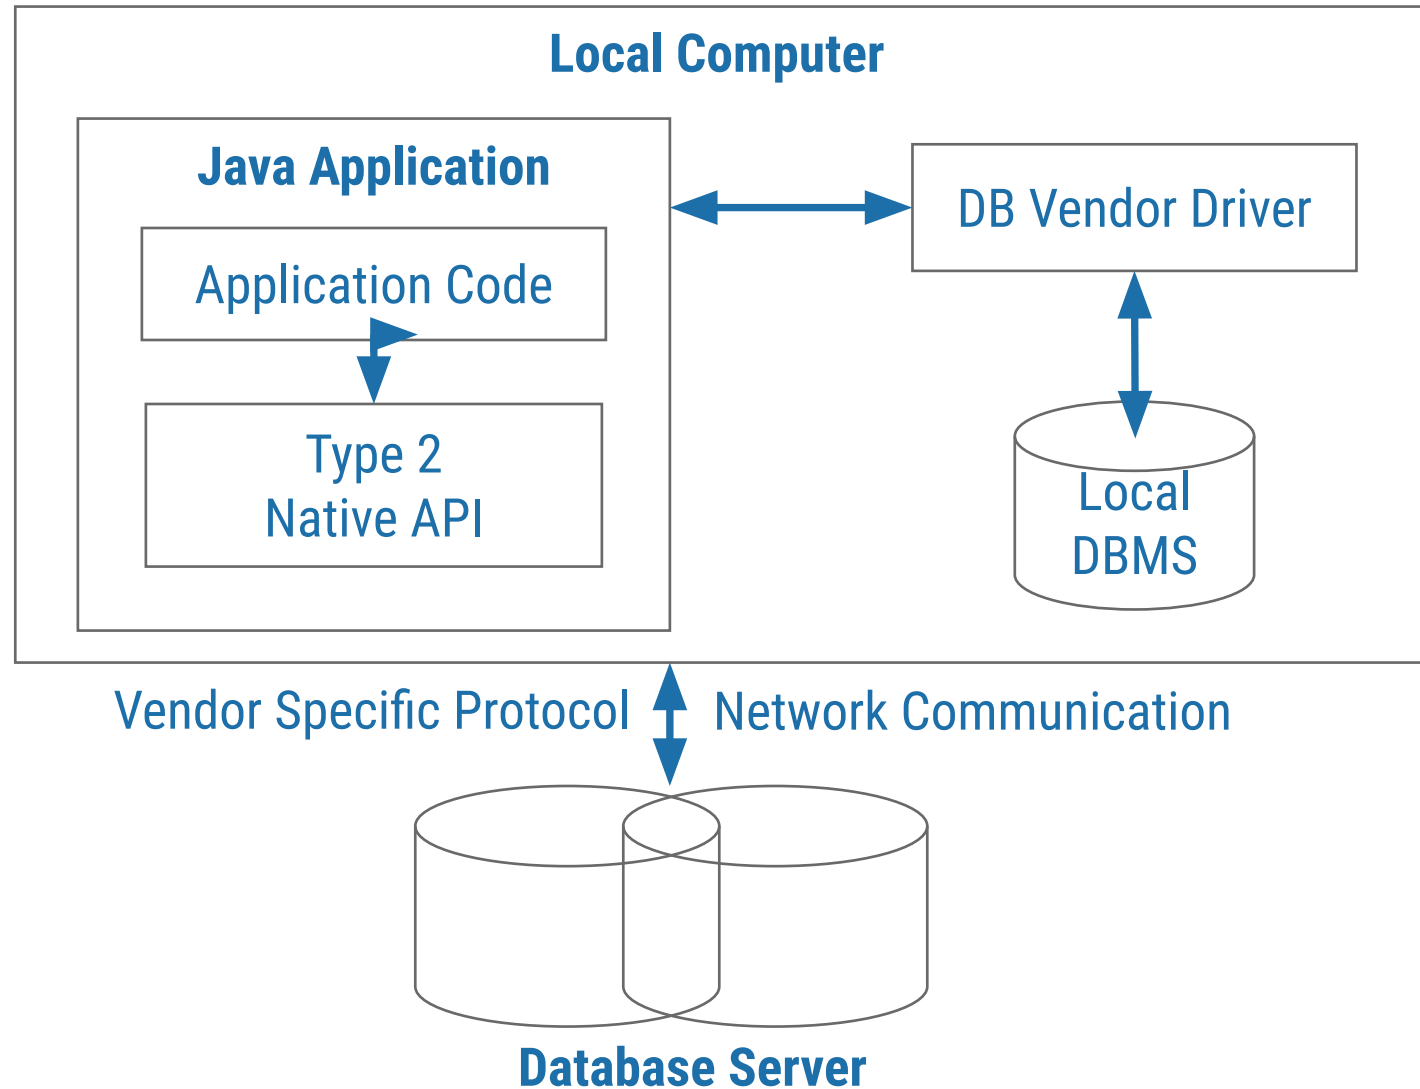 Local Computer
Java Application
Application Code
Type 2
Native API
DB Vendor Driver
Local
DBMS
Vendor Specific Protocol
Network Communication
Database Server